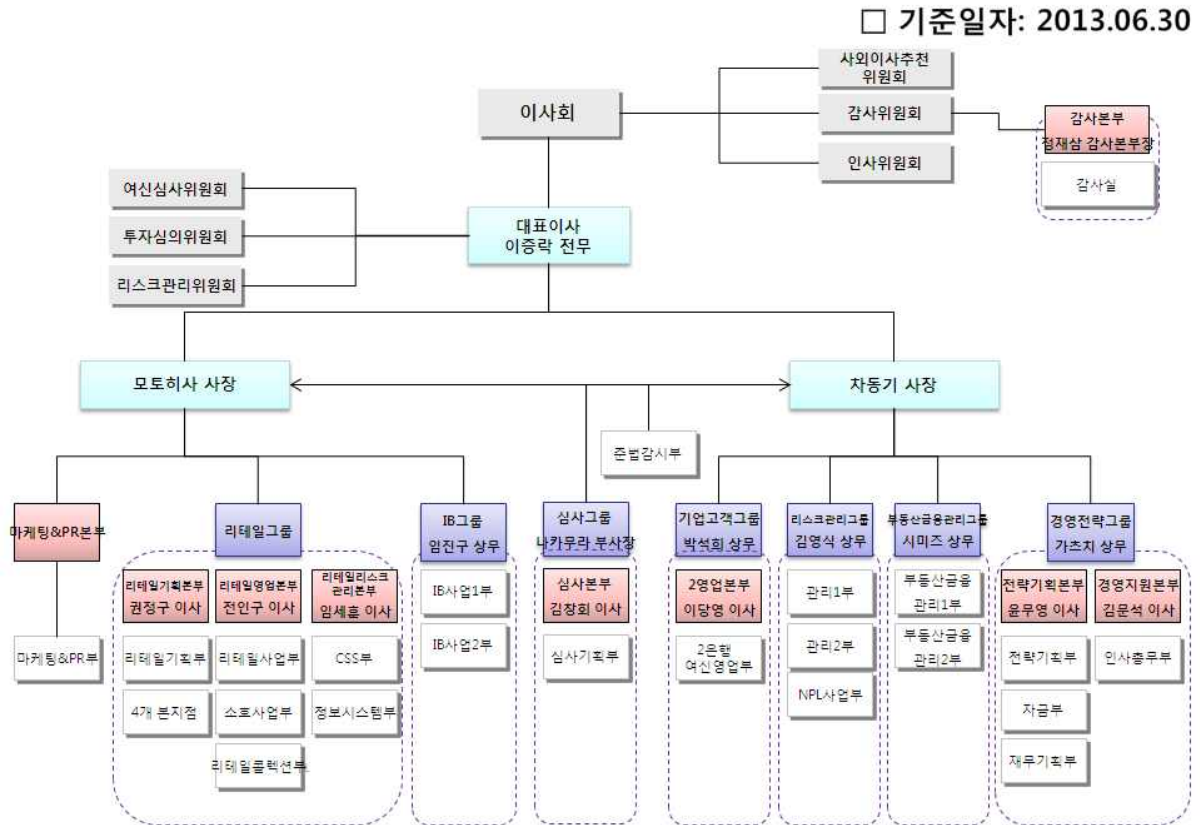 □ 기준일자: 2013.06.30
사외이사추천
위원회
이사회
감사위원회
감사본부
정재삼 감사본부장
인사위원회
감사실
여신심사위원회
투자심의위원회
리스크관리위원회
대표이사
이증락 전무
모토히사 사장
차동기 사장
준법감시부
마케팅&PR본부
리테일그룹
IB그룹
임진구 상무
심사그룹
나카무라 부사장
기업고객그룹
박석희 상무
리스크관리그룹
김영식 상무
부동산금융관리그룹
시미즈 상무
경영전략그룹
가츠치 상무
리테일기획본부
권정구 이사
리테일영업본부
전인구 이사
리테일리스크
관리본부
임세훈 이사
IB사업1부
심사본부
김창회 이사
2영업본부
이당영 이사
관리1부
부동산금융
관리1부
전략기획본부
윤무영 이사
경영지원본부
김문석 이사
마케팅&PR부
리테일기획부
리테일사업부
CSS부
IB사업2부
심사기획부
2은행
여신영업부
관리2부
부동산금융
관리2부
전략기획부
인사총무부
4개 본지점
소호사업부
정보시스템부
NPL사업부
자금부
리테일콜렉션부
재무기획부